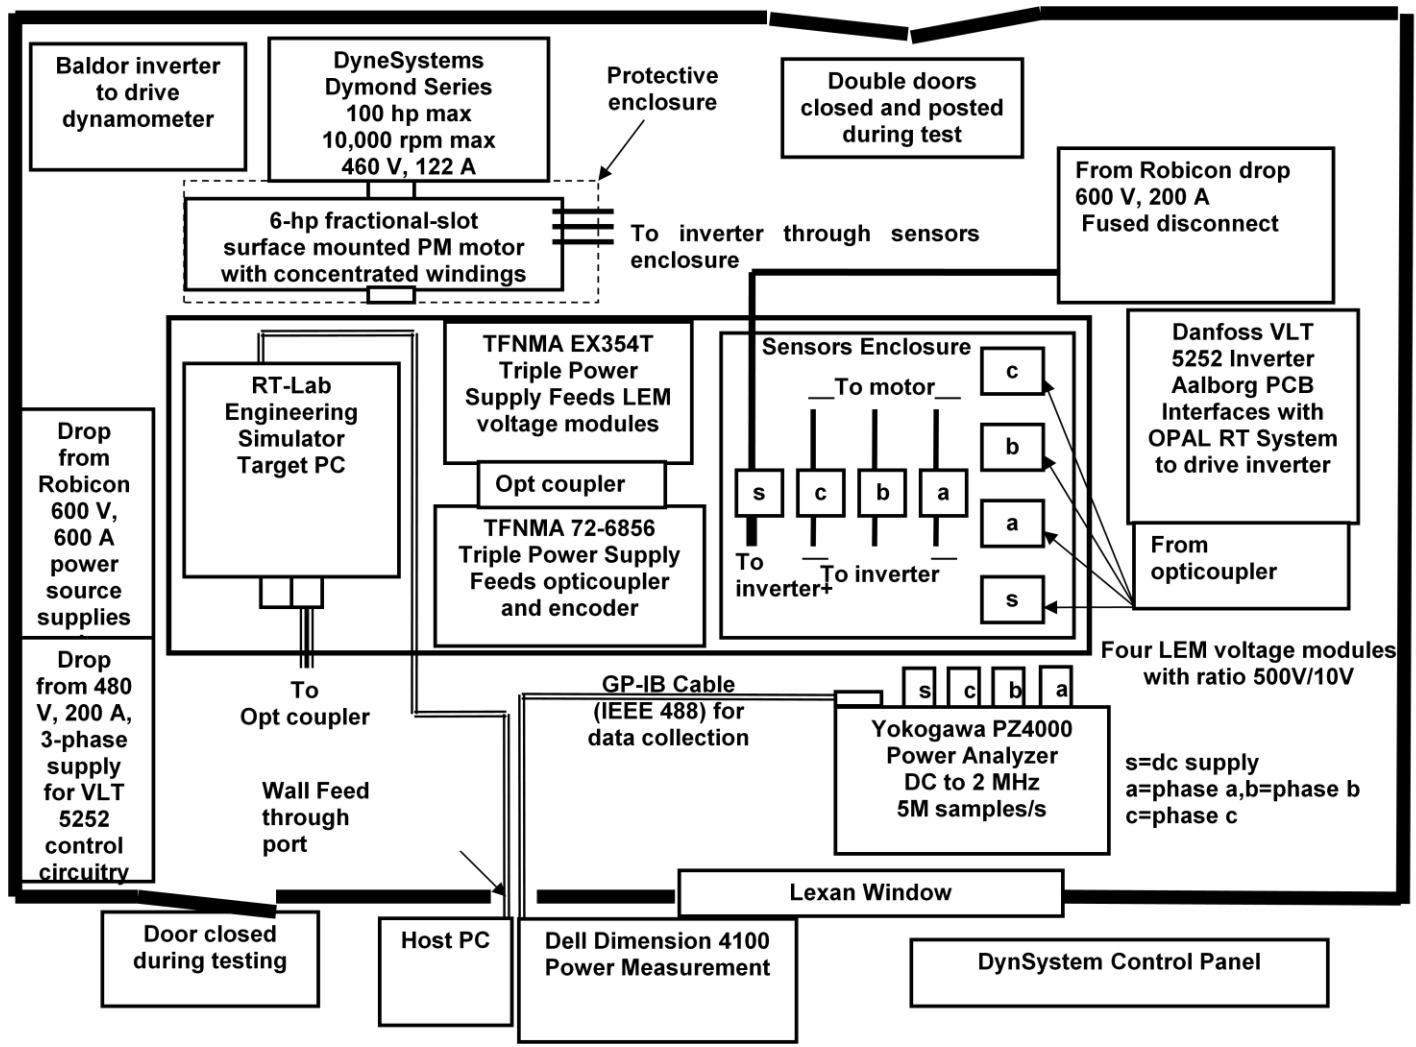 Baldor inverter
to drive
dynamometer
DyneSystems
Dymond Series
100 hp max
10,000 rpm max
460 V, 122 A
Protective
enclosure
Double doors
closed and posted
during test
From Robicon drop
600 V, 200 A
Fused disconnect
6-hp fractional-slot
surface mounted PM motor
with concentrated windings
To inverter through sensors
enclosure
RT-Lab
Engineering
Simulator
Target PC
TFNMA EX354T
Triple Power
Supply Feeds LEM
voltage modules
Opt coupler
TFNMA 72-6856
Triple Power Supply
Feeds opticoupler
and encoder
Sensors Enclosure
To motor
s
c
b
a
To
inverter+
To inverter
c
b
a
s
Danfoss VLT
5252 Inverter
Aalborg PCB
Interfaces with
OPAL RT System
to drive inverter
From
opticoupler
Four LEM voltage modules
with ratio 500V/10V
Drop
from
Robicon
600 V,
600 A
power
source
supplies
Drop
from 480
V, 200 A,
3-phase
supply
for VLT
5252
control
circuitry
To
Opt coupler
GP-IB Cable
(IEEE 488) for
data collection
s
c
b
a
Yokogawa PZ4000
Power Analyzer
DC to 2 MHz
5M samples/s
s=dc supply
a=phase a,b=phase b
c=phase c
Wall Feed
through
port
Lexan Window
Door closed
during testing
Host PC
Dell Dimension 4100
Power Measurement
DynSystem Control Panel